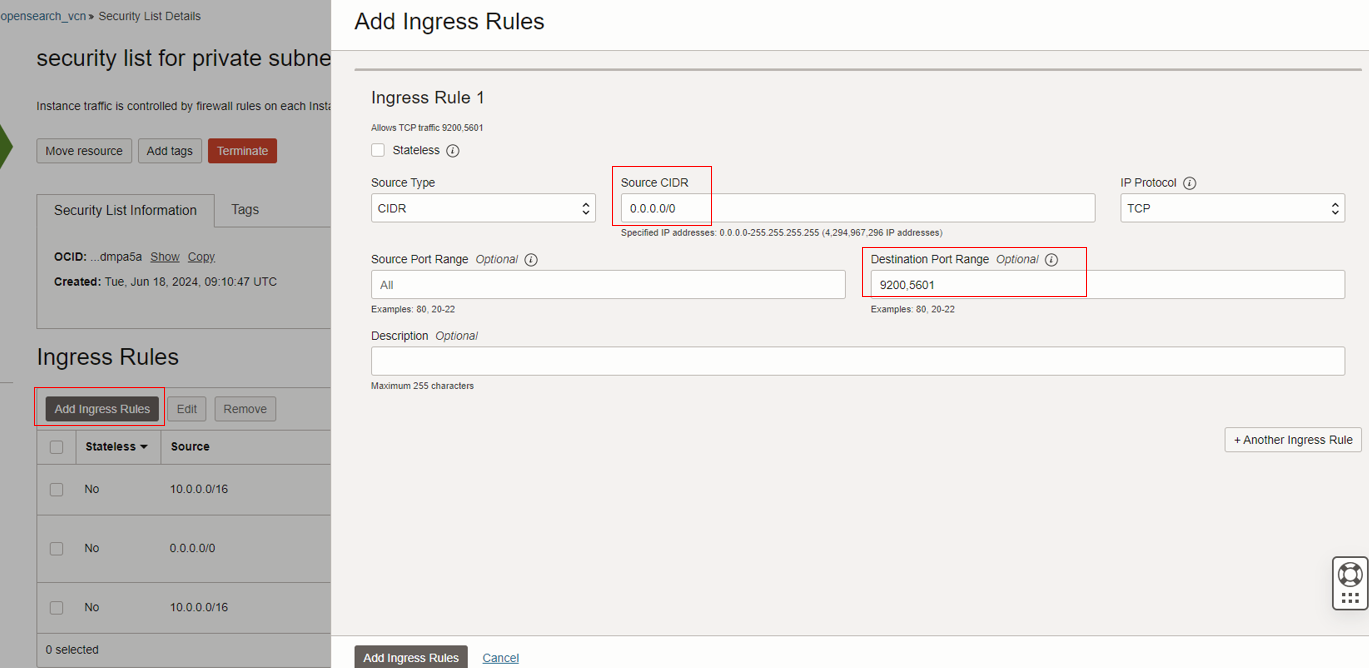 opensearch_vcn » Security List Details
security list for private subne
Instance traffic is controlled by firewall rules on each Insta
Move resource
Add tags
Terminate
Security List Information
Tags
OCID: ...dmpa5a Show Copy
Created: Tue, Jun 18, 2024, 09:10:47 UTC
Ingress Rules
Add Ingress Rules
Edit
Remove
Stateless
Source
No
10.0.0.0/16
No
0.0.0.0/0
No
10.0.0.0/16
0 selected
Add Ingress Rules
Ingress Rule 1
Allows TCP traffic 9200,5601
Stateless
Source Type
CIDR
Source CIDR
0.0.0.0/0
Specified IP addresses: 0.0.0.0-255.255.255.255 (4,294,967,296 IP addresses)
IP Protocol
TCP
Source Port Range Optional
All
Examples: 80, 20-22
Destination Port Range Optional
9200,5601
Examples: 80, 20-22
Description Optional
Maximum 255 characters
+ Another Ingress Rule
Add Ingress Rules
Cancel